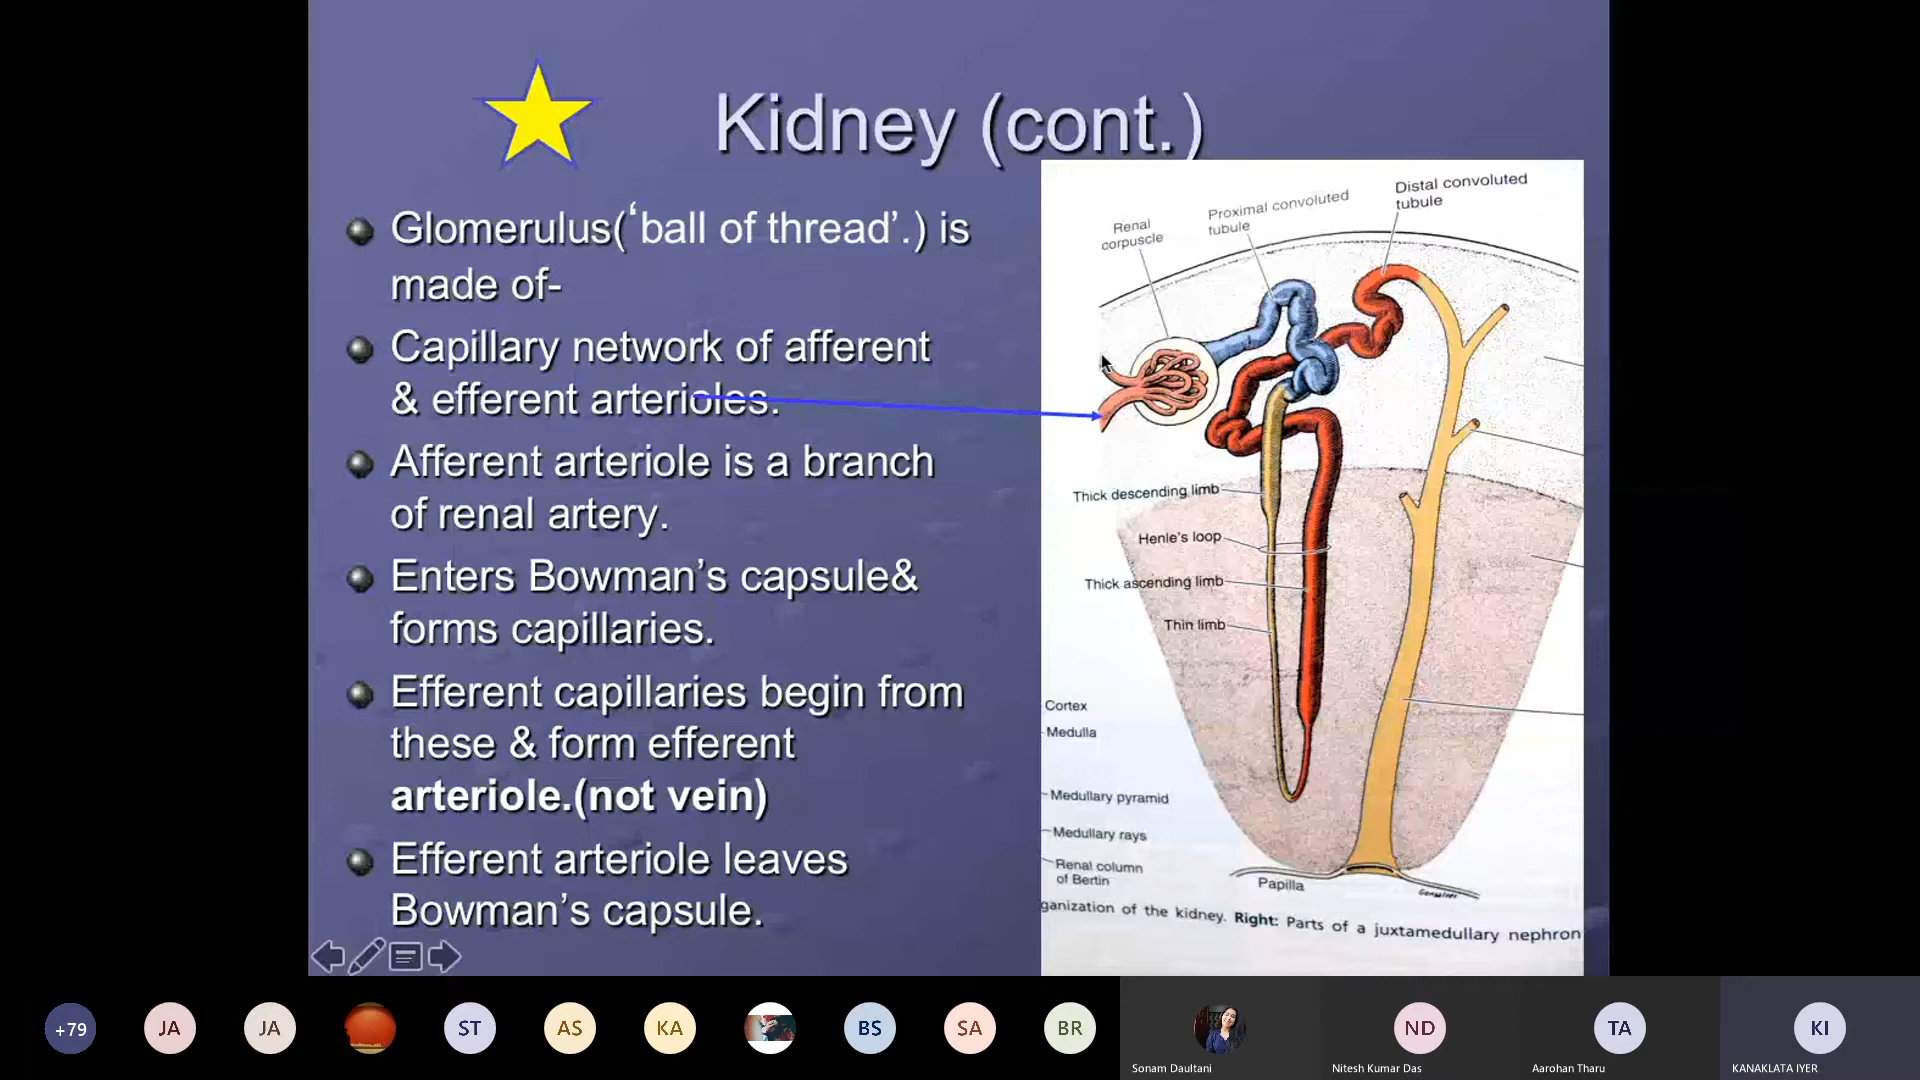 Kidney (cont.)
Glomerulus(‘ball of thread’.) is
made of-
Capillary network of afferent
& efferent arterioles.
Afferent arteriole is a branch
of renal artery.
Enters Bowman’s capsule&
forms capillaries.
Efferent capillaries begin from
these & form efferent
arteriole.(not vein)
Efferent arteriole leaves
Bowman’s capsule.
Renal
corpuscle
Proximal convoluted
tubule
Distal convoluted
tubule
Thick descending limb
Henle's loop
Thick ascending limb
Thin limb
Cortex
Medulla
Medullary pyramid
Medullary rays
Renal column
of Bertin
Papilla
ganization of the kidney. Right: Parts of a juxtamedullary nephron
+79
JA
JA
ST
AS
KA
BS
SA
BR
Sonam Daultani
ND
Nitesh Kumar Das
TA
Aarohan Tharu
KI
KANAKLATA IYER